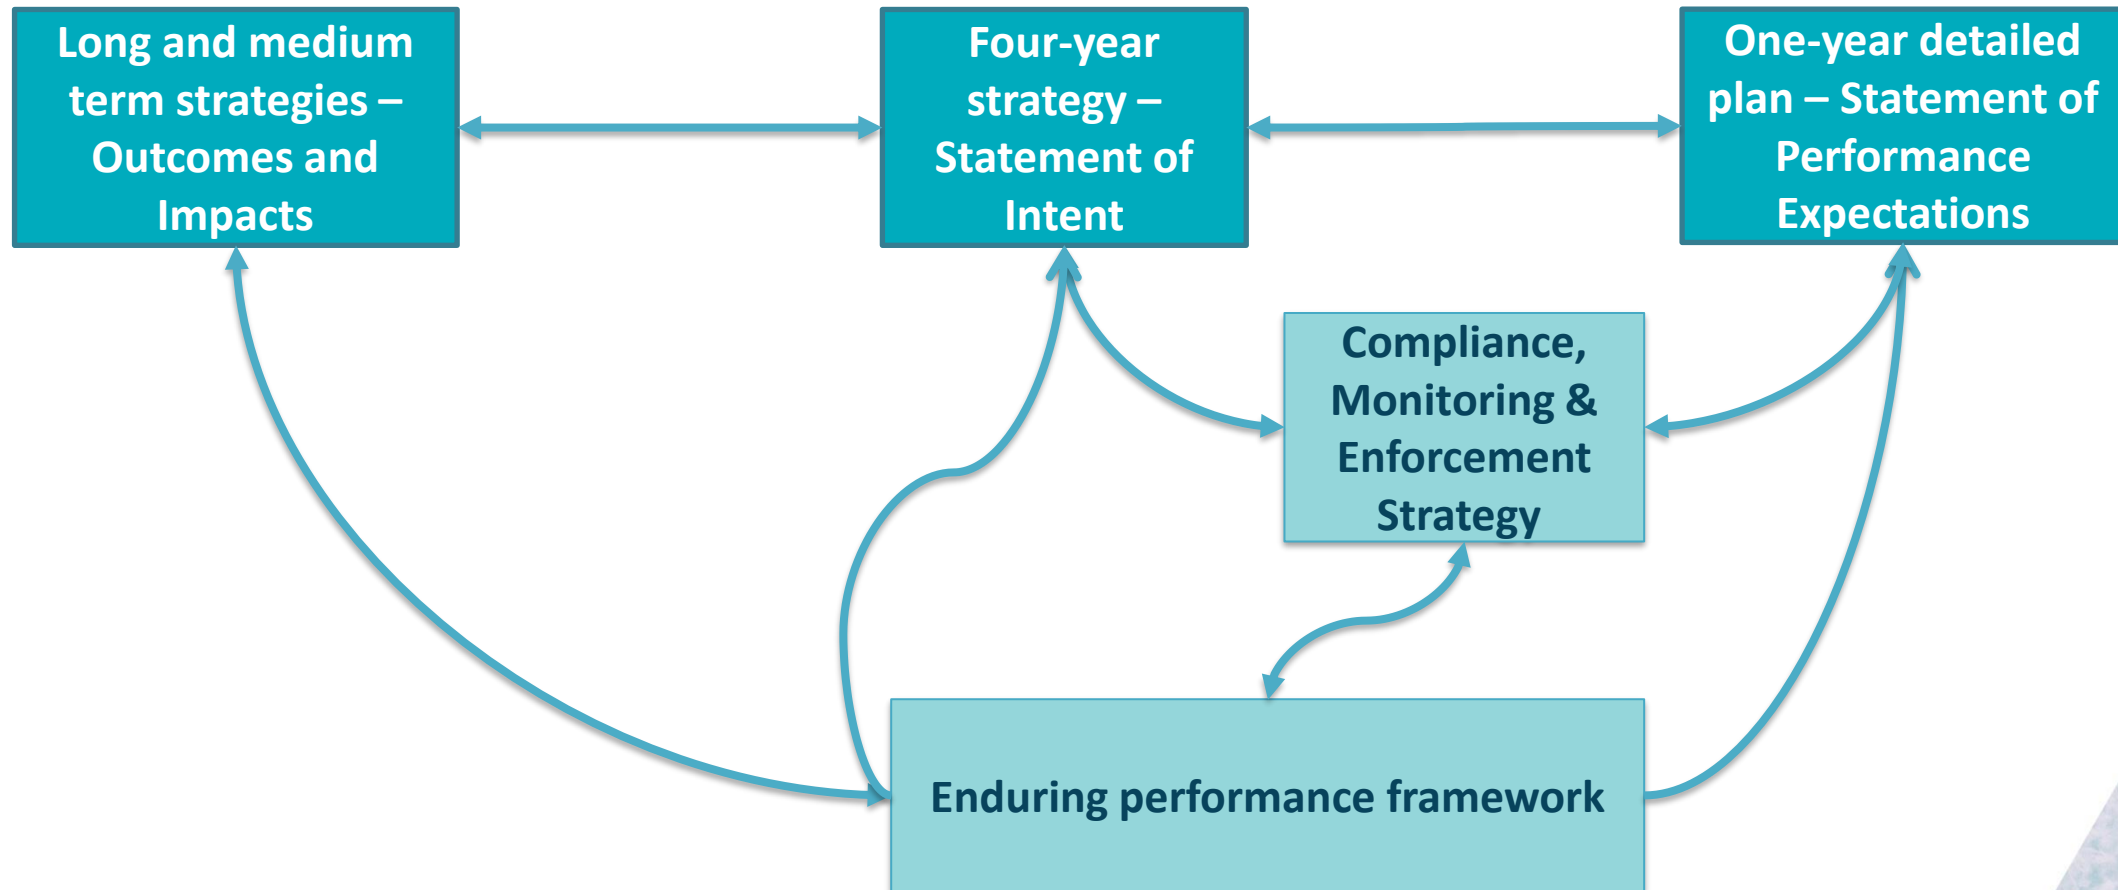 Long and medium
term strategies –
Outcomes and
Impacts
Four-year
strategy –
Statement of
Intent
One-year detailed
plan – Statement of
Performance
Expectations
Compliance,
Monitoring &
Enforcement
Strategy
Enduring performance framework